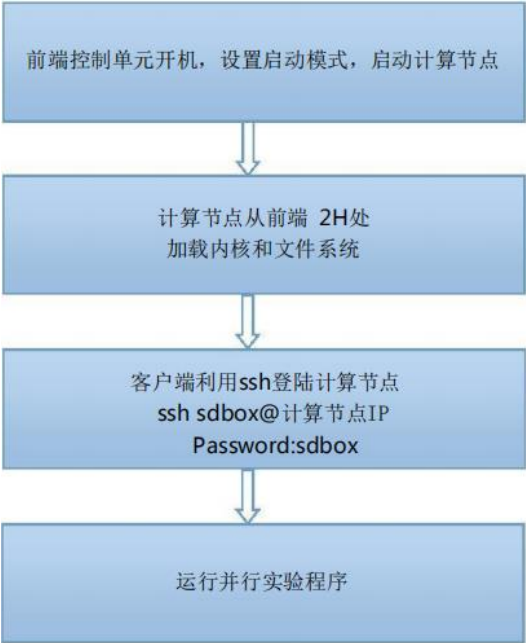 前端控制单元开机，设置启动模式，启动计算节点
计算节点从前端 2H处
加载内核和文件系统
客户端利用ssh登陆计算节点
ssh sdbox@计算节点IP
Password:sdbox
运行并行实验程序